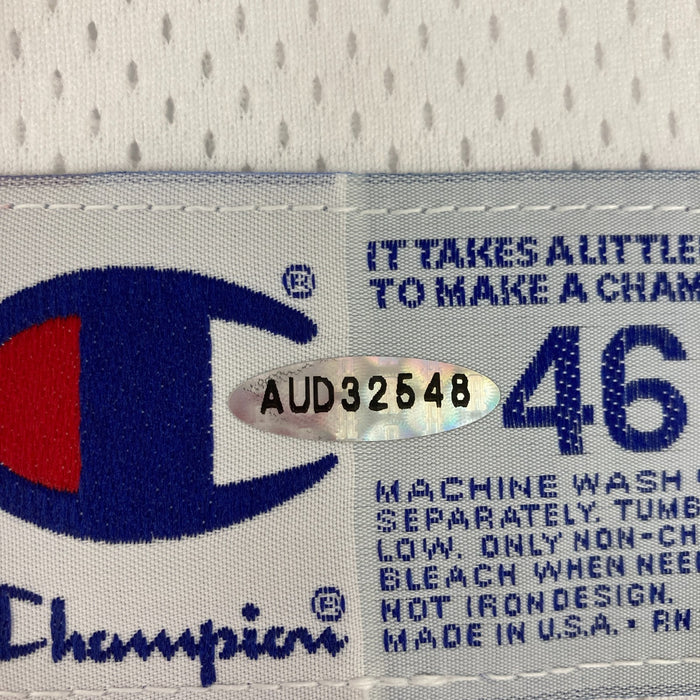 IT TAKES A LITTLE
TO MAKE A CHAM
®
AUD32548
46
MACHINE WASH
SEPARATELY. TUMB
LOW. ONLY NON-CH
BLEACH WHEN NEE
NOT IRON DESIGN.
MADE IN U.S.A. • RN
Champion®